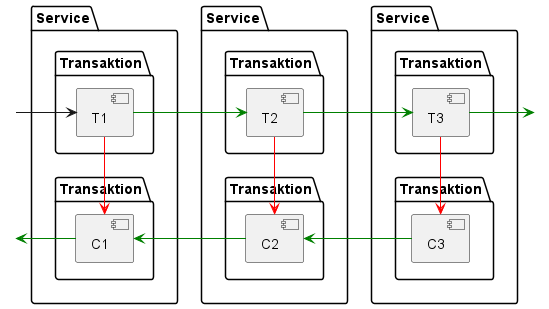 Service
Service
Service
Transaktion
Transaktion
Transaktion
T1
T2
T3
Transaktion
Transaktion
Transaktion
C1
C2
C3